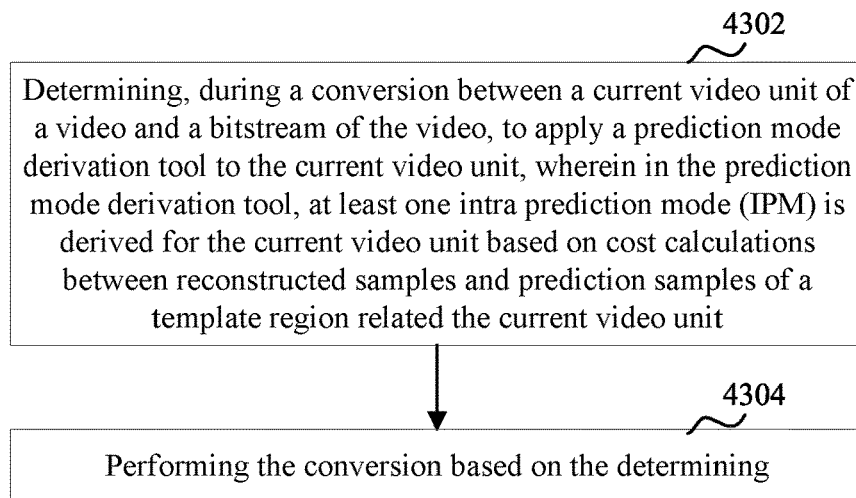 4302
Determining, during a conversion between a current video unit of
a video and a bitstream of the video, to apply a prediction mode
derivation tool to the current video unit, wherein in the prediction
mode derivation tool, at least one intra prediction mode (IPM) is
derived for the current video unit based on cost calculations
between reconstructed samples and prediction samples of a
template region related the current video unit
4304
Performing the conversion based on the determining